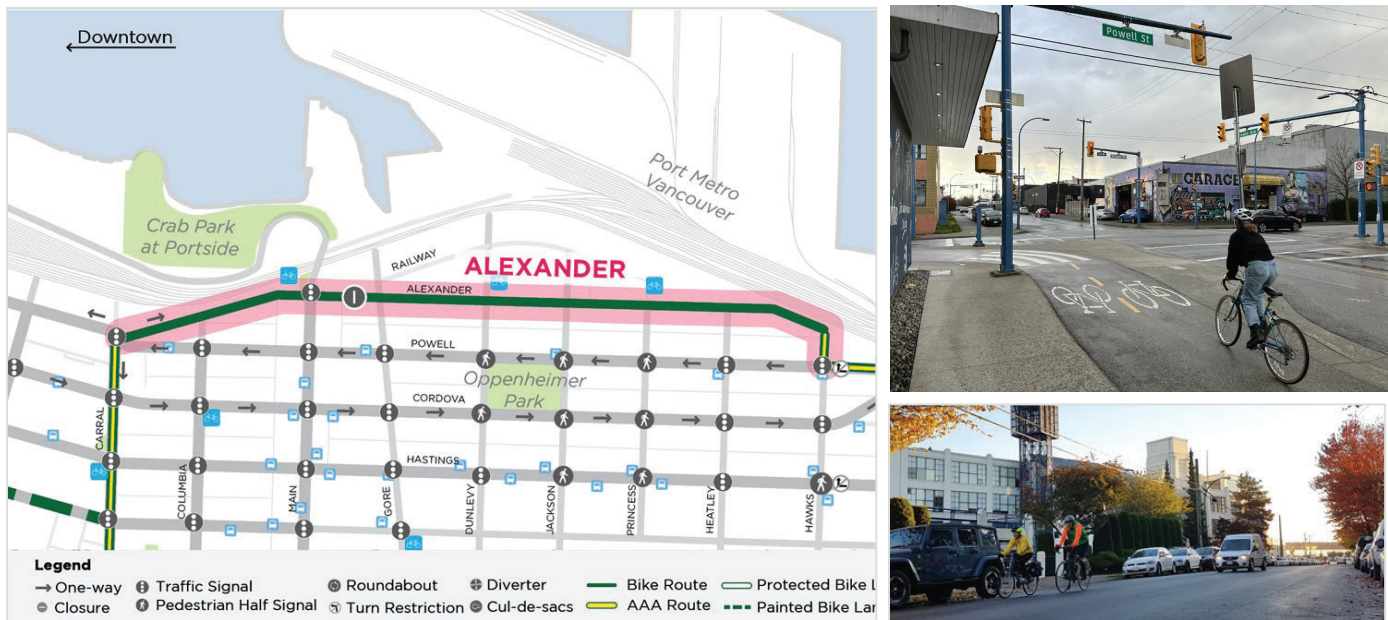 Downtown
Port Metro
Vancouver
Crab Park
at Portside
RAILWAY
ALEXANDER
ALEXANDER
POWELL
Oppenheimer
Park
CORDOVA
CARRAL
HASTINGS
COLUMBIA
MAIN
GORE
DUNLEVY
JACKSON
PRINCESS
HEATLEY
HAWKS
Legend
One-way
Traffic Signal
Roundabout
Diverter
Bike Route
Protected Bike L
Closure
Pedestrian Half Signal
Turn Restriction
Cul-de-sacs
AAA Route
Painted Bike Lan
Powell St
GARAGE